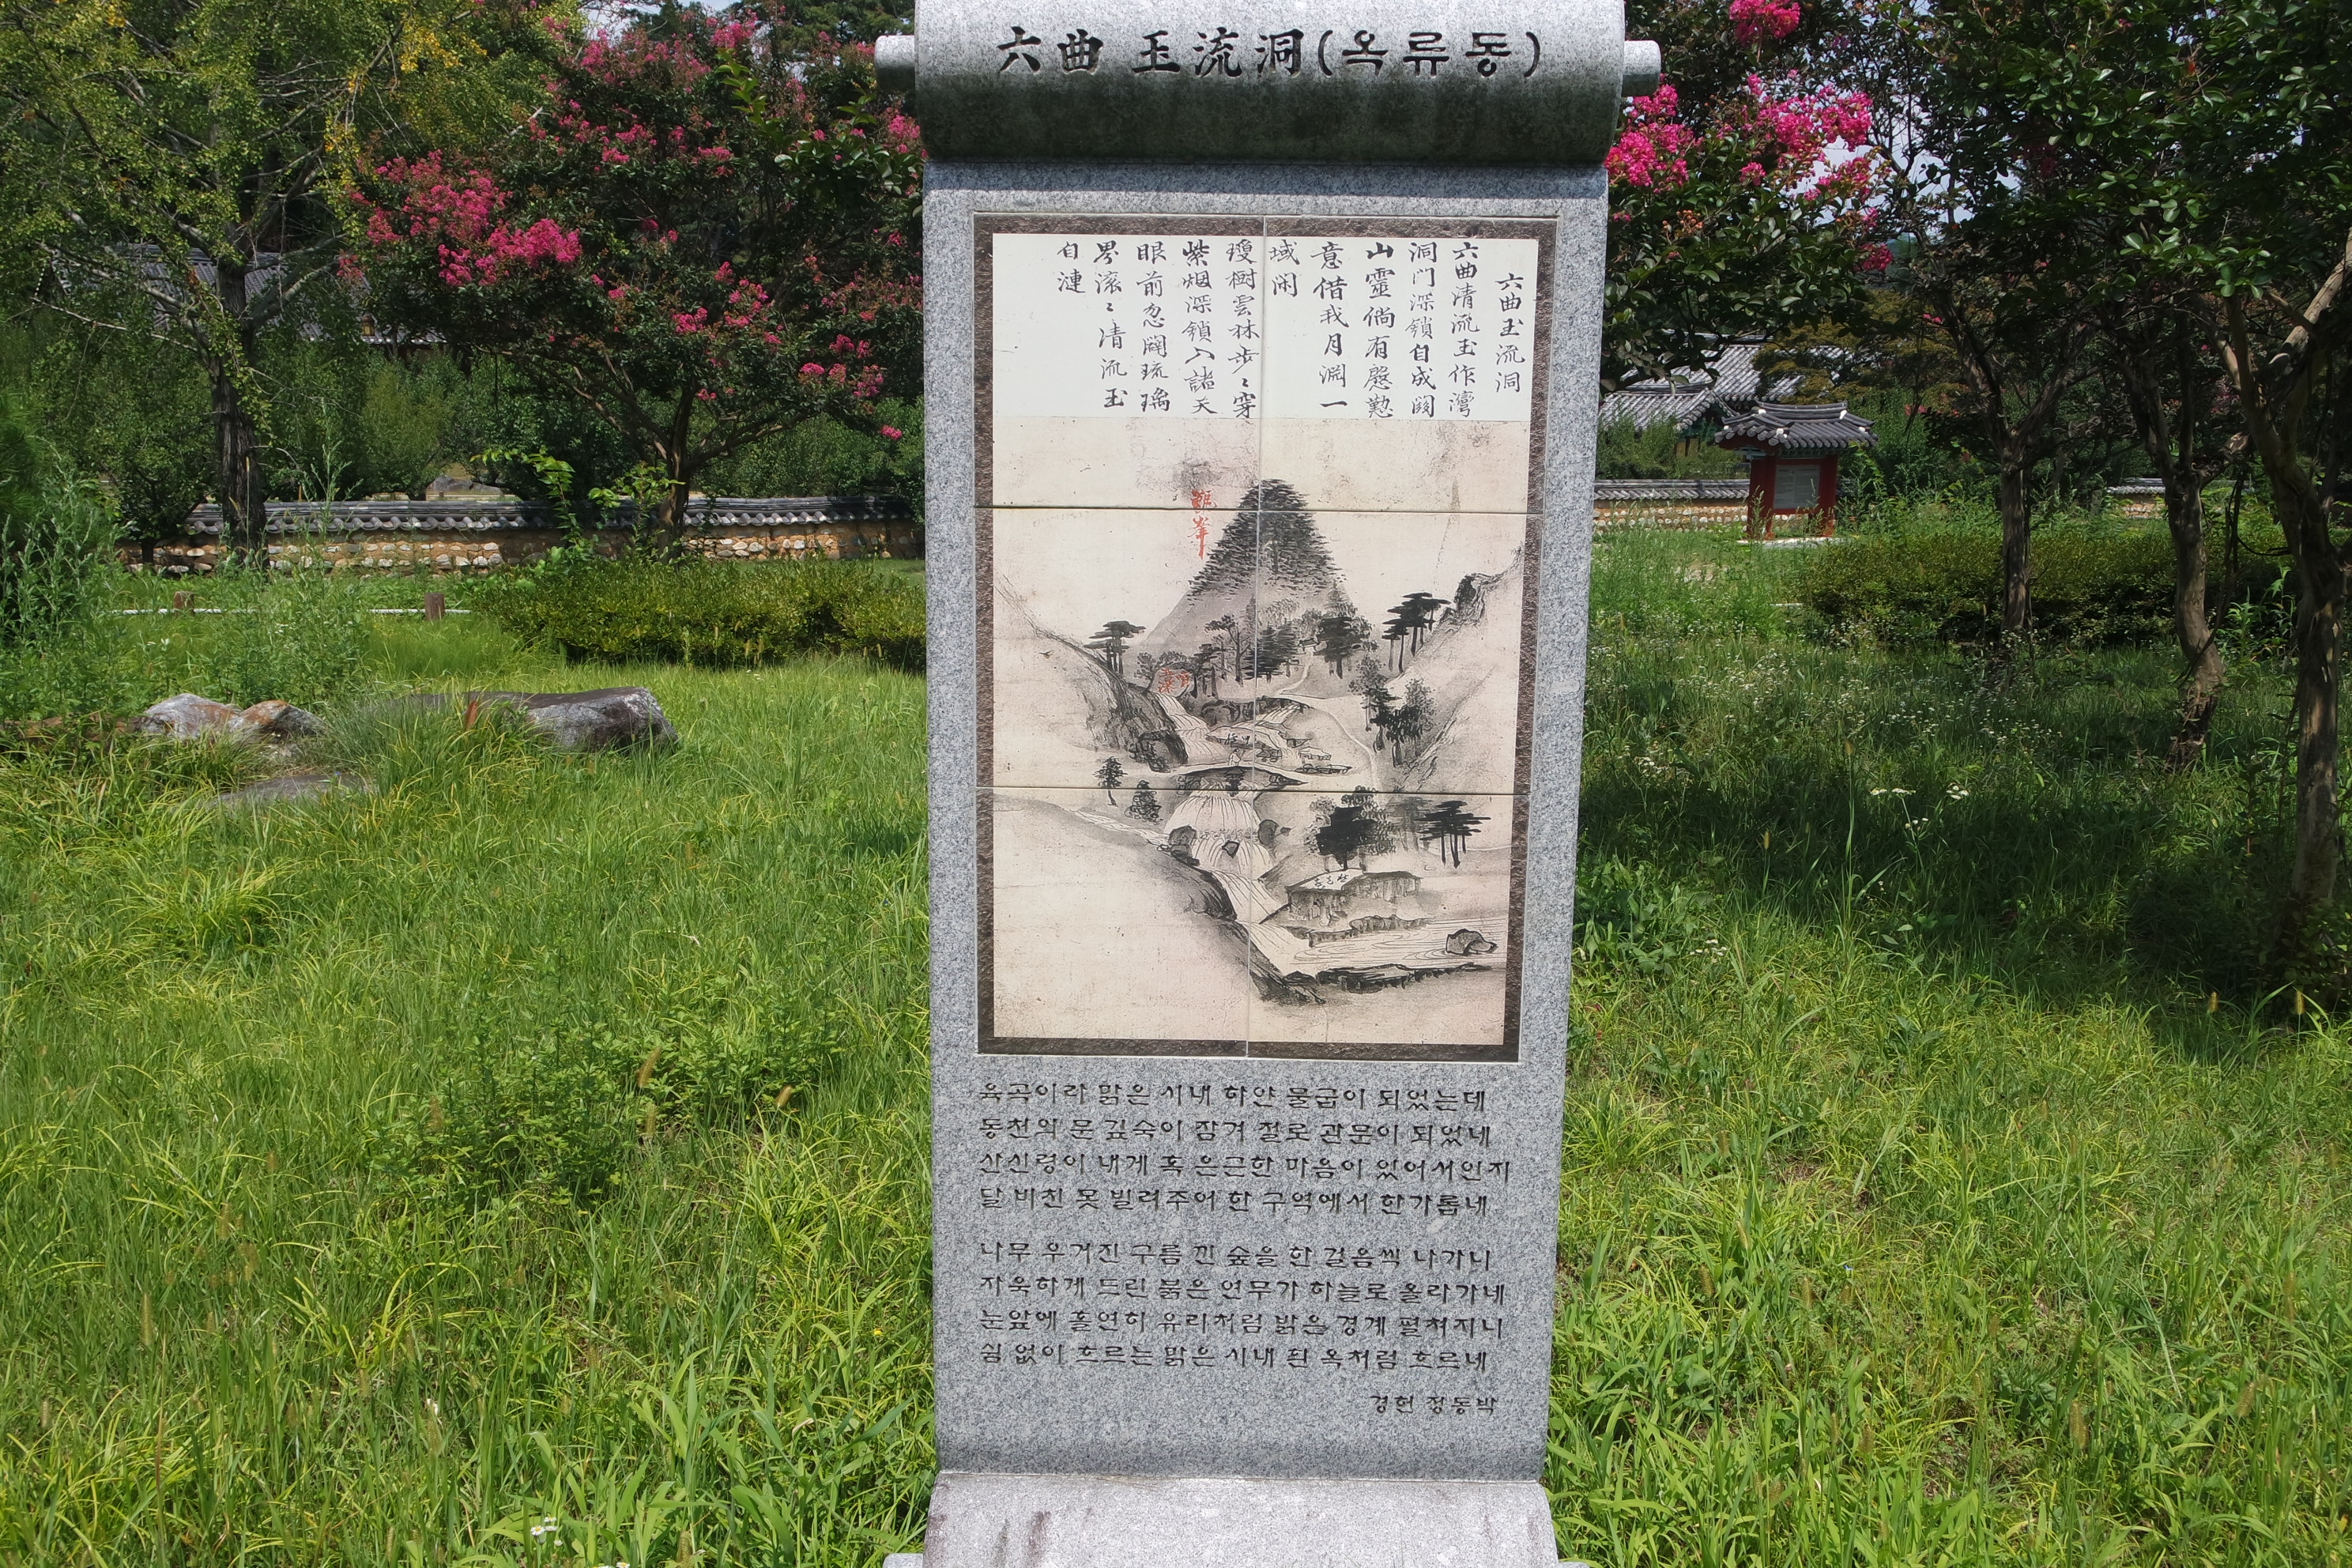 六曲 玉流洞(옥류동)
六曲玉流洞
六曲清流玉作灣
洞门深鎖自成関
山靈倘有慇懃
意借我月淵一
域闲
瓊樹雲林步〻穿
紫烟深鎖入諸天
眼前忽闢琉璃
界滚〻清流玉
自漣
육곡이라 맑은 시내 하얀 물굽이 되었는데
동천의 문 깊숙이 잠겨 절로 관문이 되었네
산신령이 내게 혹 은근한 마음이 있어서인지
달 비친 못 빌려주어 한 구역에서 한가롭네
나무 우거진 구름 낀 숲을 한 걸음씩 나가니
자욱하게 드린 붉은 연무가 하늘로 올라가네
눈앞에 홀연히 유리처럼 밝은 경계 펼쳐지니
쉼 없이 흐르는 맑은 시내 흰 옥처럼 흐르네
경헌 정동박